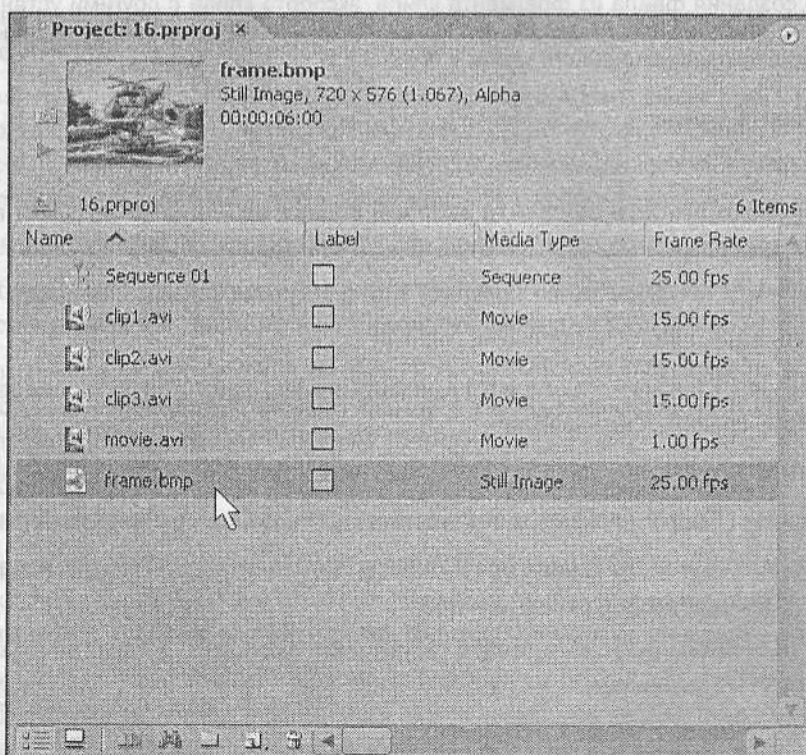 Project: 16.prproj ×
frame.bmp
Still Image, 720 x 576 (1.067), Alpha
00;00:06:00
16.prproj
6 Items
Name Label Media Type Frame Rate
Sequence 01 Sequence 25.00 fps
clip1.avi Movie 15.00 fps
clip2.avi Movie 15.00 fps
clip3.avi Movie 15.00 fps
movie.avi Movie 1.00 fps
frame.bmp Still Image 25.00 fps